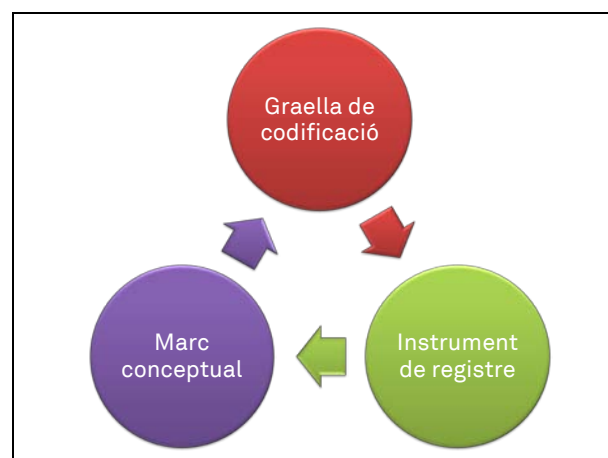 Graella de
codificació
Marc
conceptual
Instrument
de registre